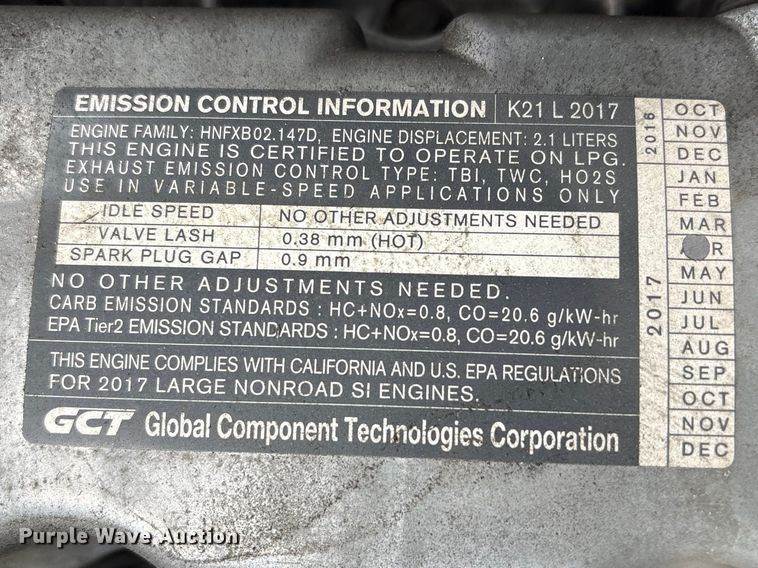 EMISSION CONTROL INFORMATION K21 L 2017
ENGINE FAMILY: HNFXB02.147D, ENGINE DISPLACEMENT: 2.1 LITERS
THIS ENGINE IS CERTIFIED TO OPERATE ON LPG.
EXHAUST EMISSION CONTROL TYPE: TBI, TWC, HO2S
USE IN VARIABLE-SPEED APPLICATIONS ONLY
IDLE SPEED NO OTHER ADJUSTMENTS NEEDED
VALVE LASH 0.38 mm (HOT)
SPARK PLUG GAP 0.9 mm
NO OTHER ADJUSTMENTS NEEDED.
CARB EMISSION STANDARDS : HC+NOx=0.8, CO=20.6 g/kW-hr
EPA Tier2 EMISSION STANDARDS : HC+NOx=0.8, CO=20.6 g/kW-hr
THIS ENGINE COMPLIES WITH CALIFORNIA AND U.S. EPA REGULATIONS
FOR 2017 LARGE NONROAD SI ENGINES.
GCT Global Component Technologies Corporation
2016
OCT
NOV
DEC
2017
JAN
FEB
MAR
R
MAY
JUN
JUL
AUG
SEP
OCT
NOV
DEC
Purple Wave Auction